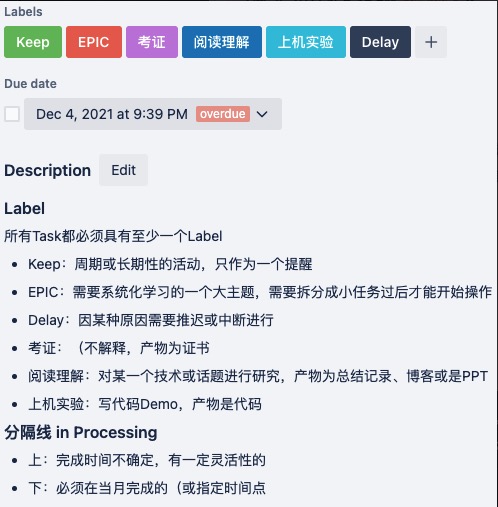 Labels
Keep EPIC 考证 阅读理解 上机实验 Delay +
Due date
Dec 4, 2021 at 9:39 PM overdue
Description Edit
Label
所有Task都必须具有至少一个Label
• Keep：周期或长期性的活动，只作为一个提醒
• EPIC：需要系统化学习的一个大主题，需要拆分成小任务过后才能开始操作
• Delay：因某种原因需要推迟或中断进行
• 考证：（不解释，产物为证书
• 阅读理解：对某一个技术或话题进行研究，产物为总结记录、博客或是PPT
• 上机实验：写代码Demo，产物是代码
分隔线 in Processing
• 上：完成时间不确定，有一定灵活性的
• 下：必须在当月完成的（或指定时间点